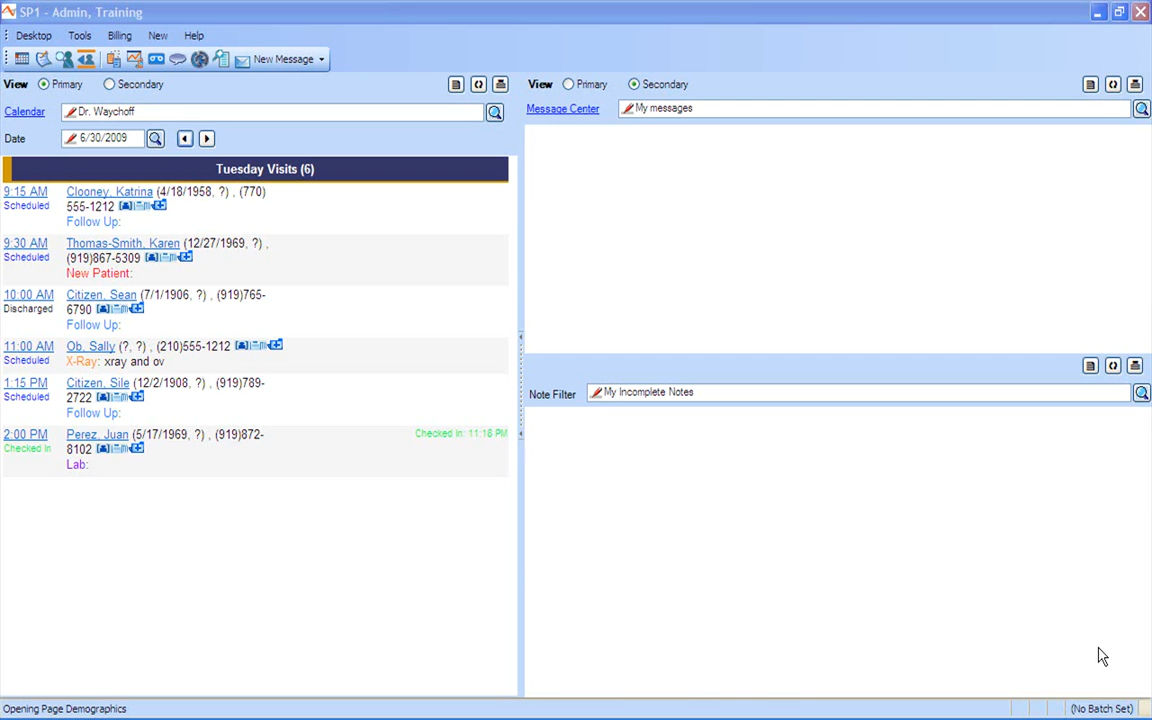 SP1 - Admin, Training
Desktop Tools Billing New Help
New Message
View Primary Secondary
Calendar Dr. Waychoff
Date 6/30/2009
Tuesday Visits (6)
9:15 AM Clooney, Katrina (4/18/1958, ?) , (770)
Scheduled 555-1212
Follow Up:
9:30 AM Thomas-Smith, Karen (12/27/1969, ?) ,
Scheduled (919)867-5309
New Patient:
10:00 AM Citizen, Sean (7/1/1906, ?) , (919)765-
Discharged 6790
Follow Up:
11:00 AM Ob, Sally (?, ?) , (210)555-1212
Scheduled X-Ray: xray and ov
1:15 PM Citizen, Sile (12/2/1908, ?) , (919)789-
Scheduled 2722
Follow Up:
2:00 PM Perez, Juan (5/17/1969, ?) , (919)872- Checked In: 11:16 PM
Checked In 8102
Lab:
View Primary Secondary
Message Center My messages
Note Filter My Incomplete Notes
Opening Page Demographics (No Batch Set)